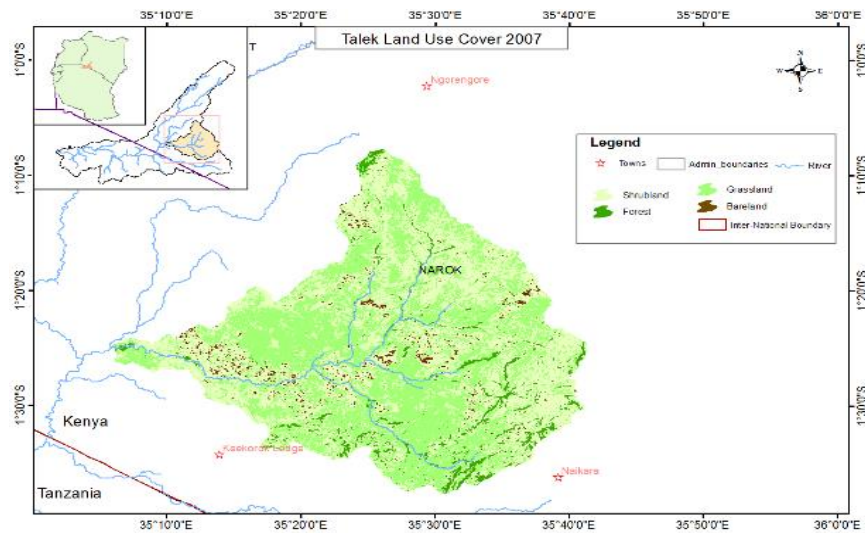 35°10'0"E 35°20'0"E 35°30'0"E 35°40'0"E 35°50'0"E 36°0'0"E
Talek Land Use Cover 2007
T
N
W E
S
1°0'0"S 1°0'0"S
Ngorengore
Legend
Towns Admin_boundaries River
Shrubland Grassland
Forest Bareland
Inter-National Boundary
1°10'0"S 1°10'0"S
NAROK
1°20'0"S 1°20'0"S
1°30'0"S 1°30'0"S
Kenya
Keekorok Lodge
Naikara
Tanzania
35°10'0"E 35°20'0"E 35°30'0"E 35°40'0"E 35°50'0"E 36°0'0"E